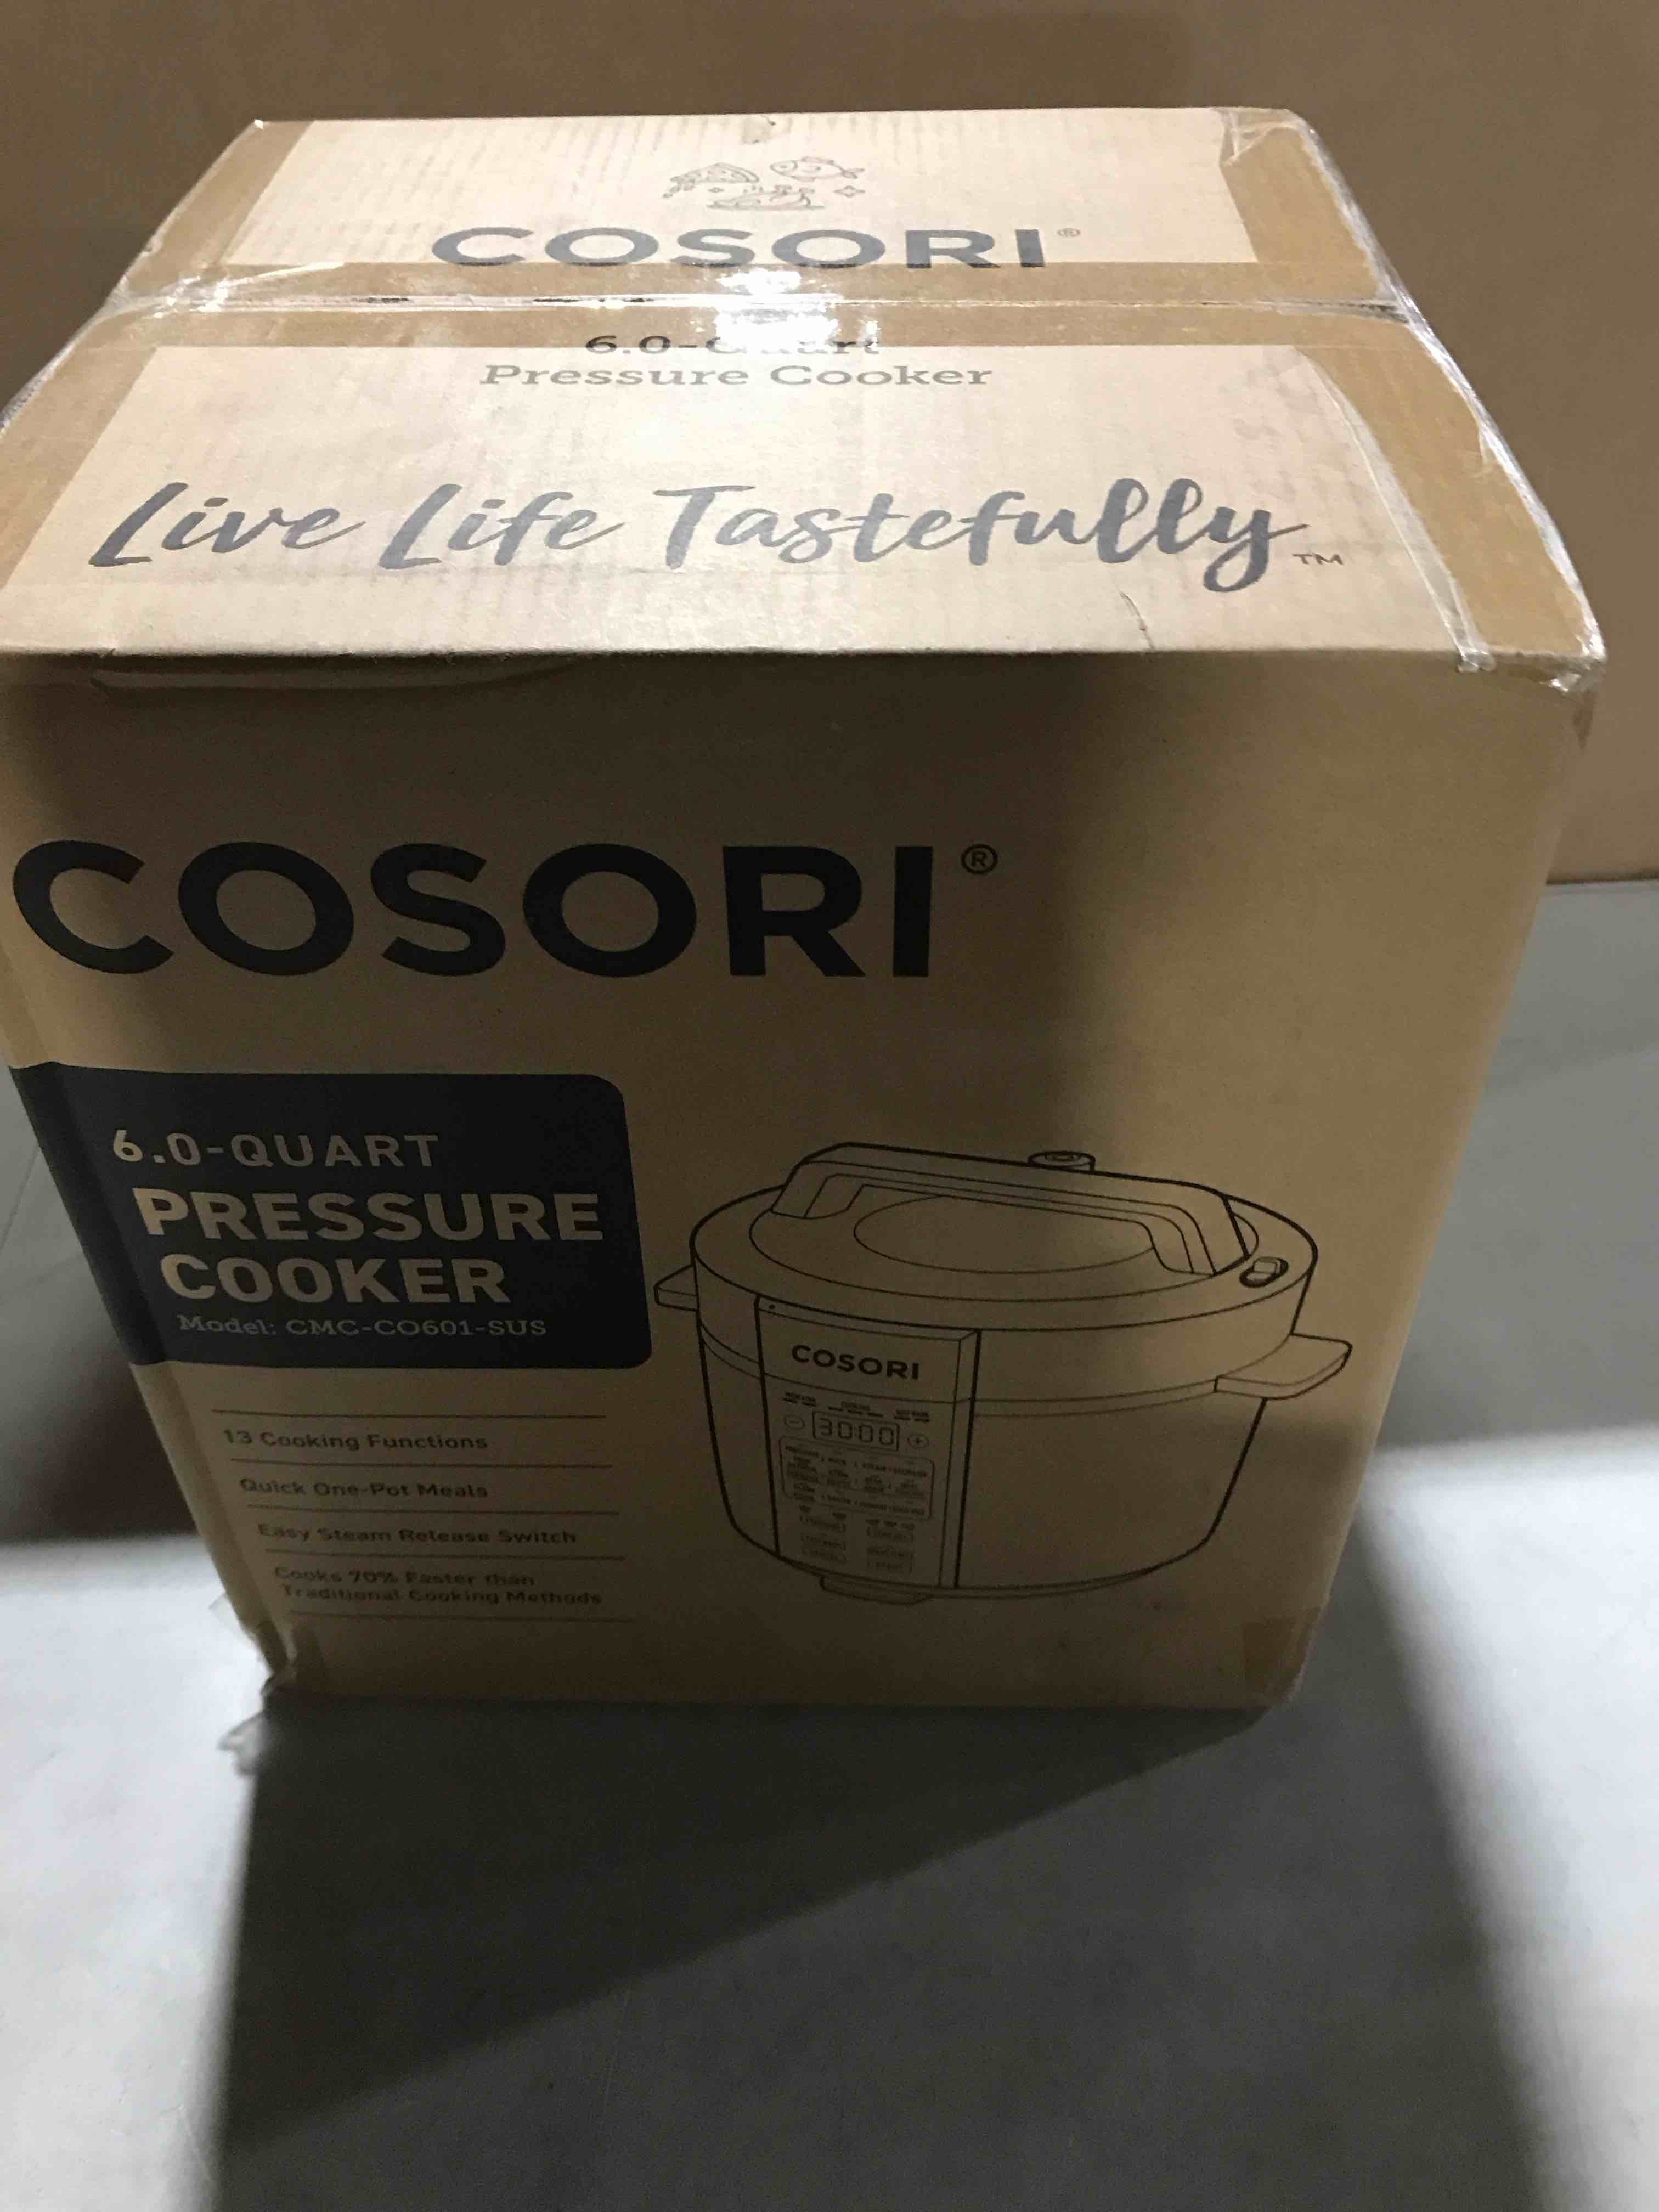 COSORI®
6.0-Quart
Pressure Cooker
Live Life Tastefully™
COSORI®
6.0-QUART
PRESSURE
COOKER
Model: CMC-CO601-SUS
13 Cooking Functions
Quick One-Pot Meals
Easy Steam Release Switch
Cooks 70% Faster than
Traditional Cooking Methods
COSORI
30:00